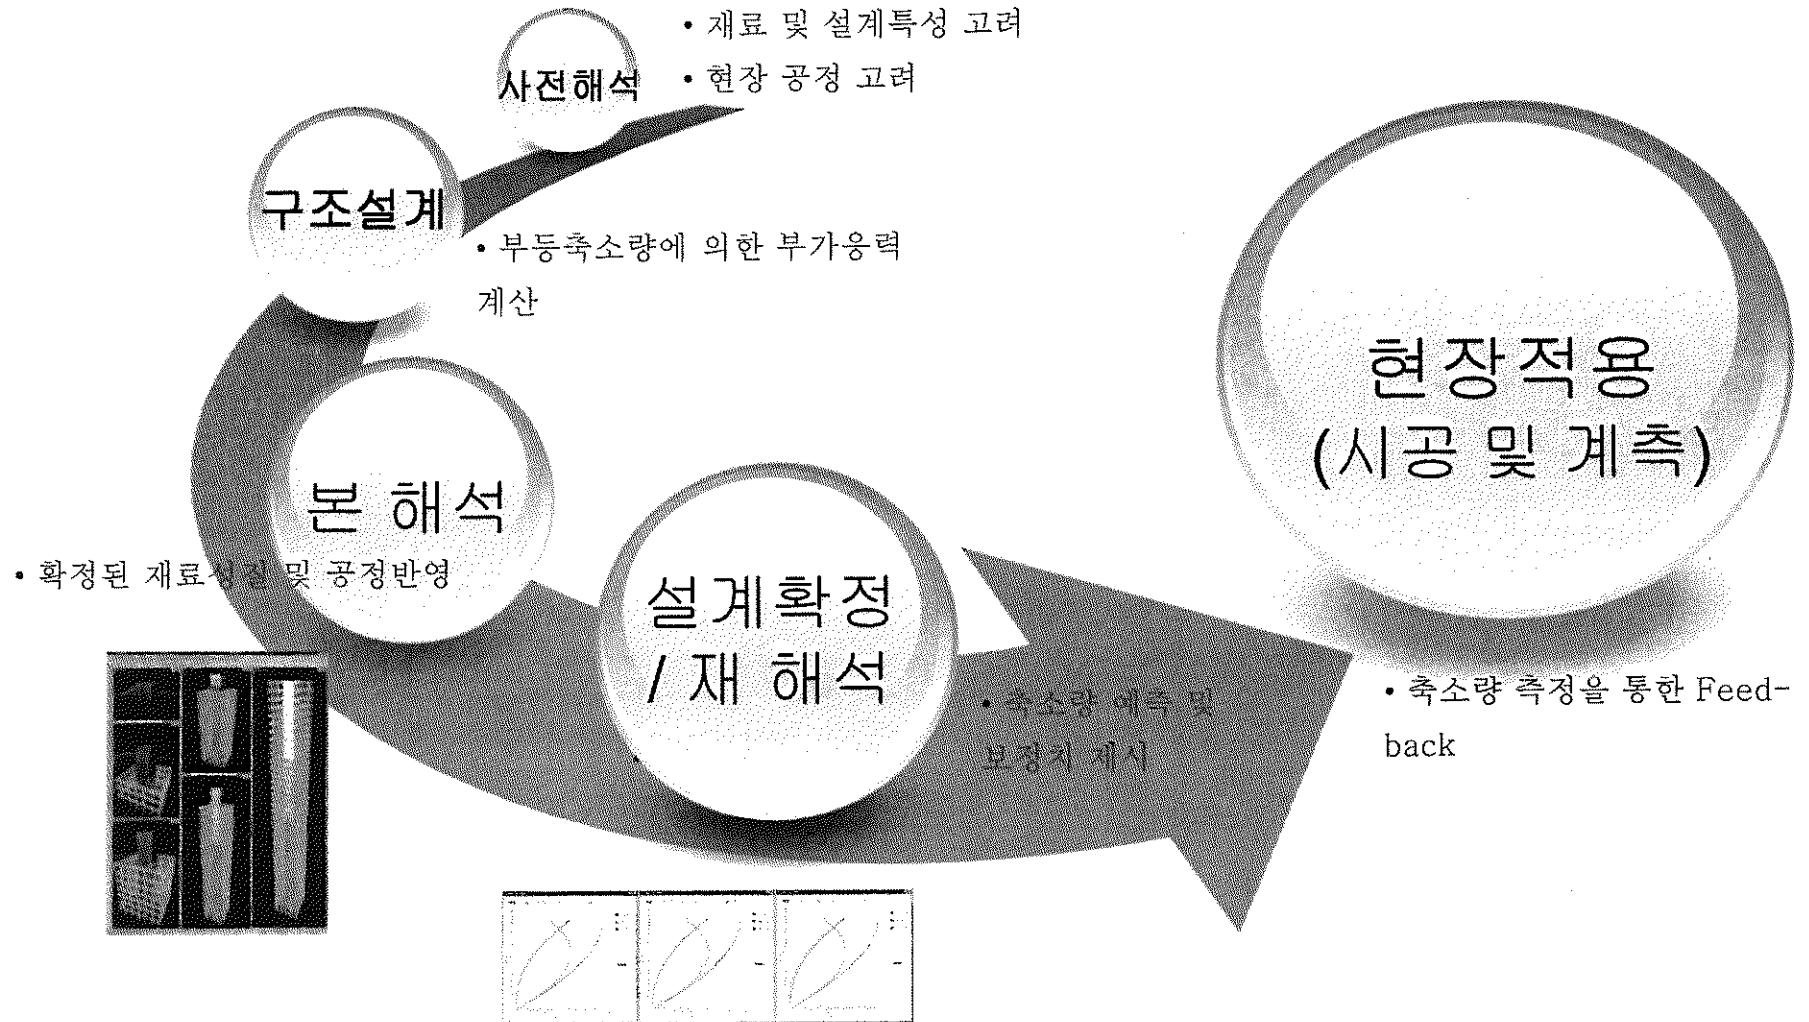 • 재료 및 설계특성 고려
• 현장 공정 고려
사전해석
구조설계
• 부등축소량에 의한 부가응력
계산
본 해석
• 확정된 재료성질 및 공정반영
설계확정
/ 재 해석
• 축소량 예측 및
보정치 제시
현장적용
(시공 및 계측)
• 축소량 측정을 통한 Feed-
back